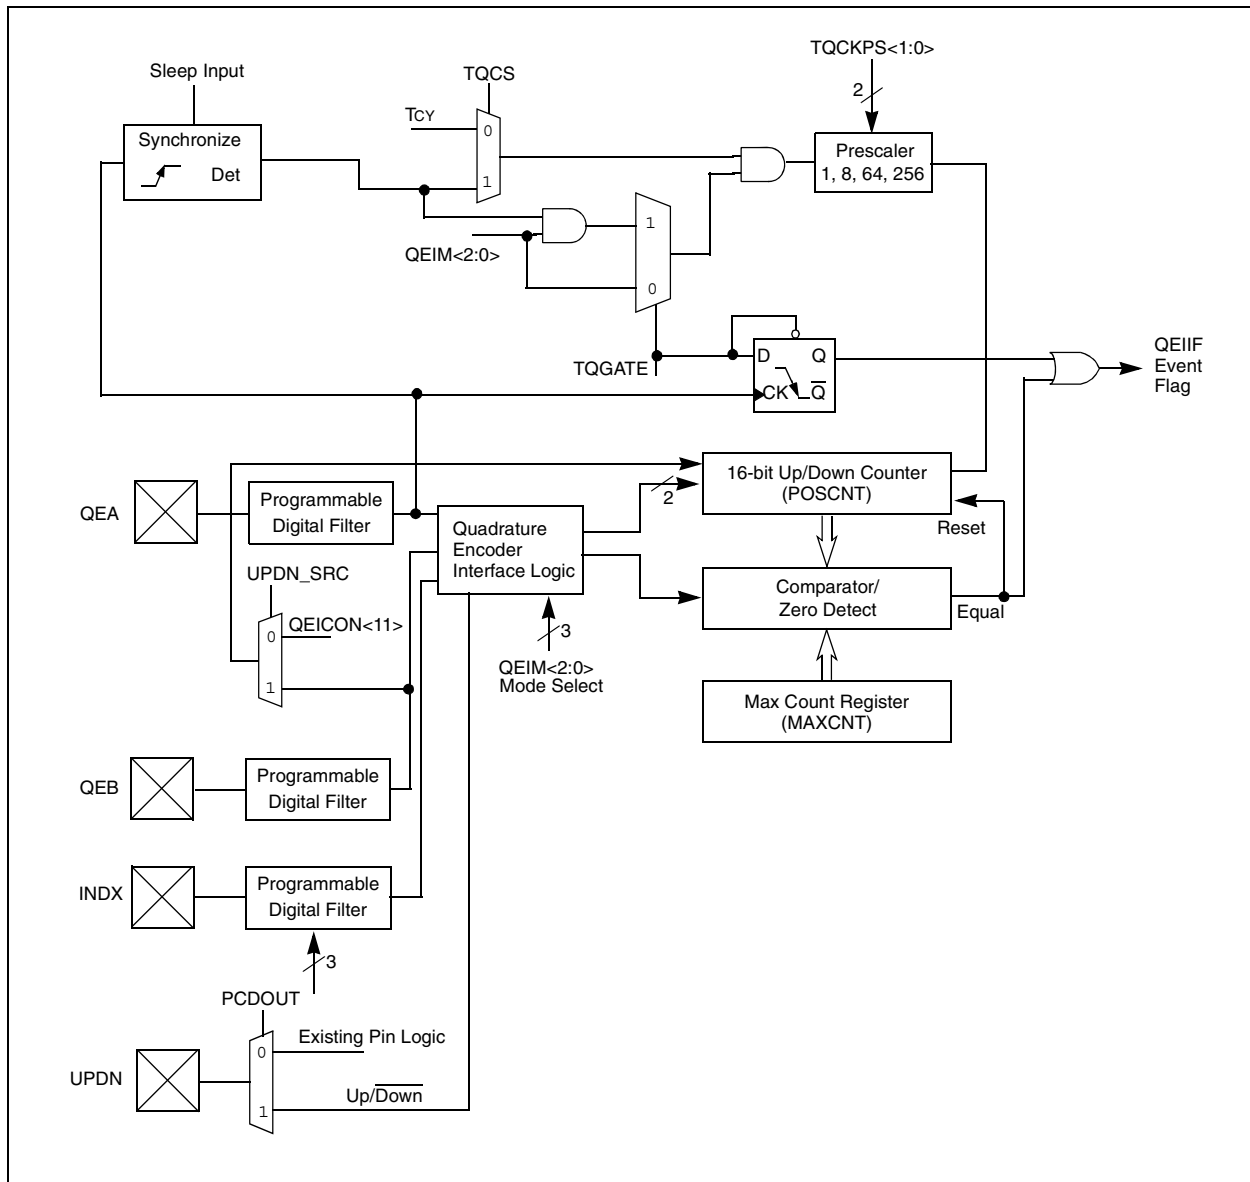 TQCKPS<1:0>
2
Sleep Input
TQCS
TCY
0
1
Synchronize
Det
Prescaler
1, 8, 64, 256
QEIM<2:0>
1
0
TQGATE
D Q
CK Q
QEIIF
Event
Flag
QEA
Programmable
Digital Filter
Quadrature
Encoder
Interface Logic
2
16-bit Up/Down Counter
(POSCNT)
Reset
UPDN_SRC
0
QEICON<11>
1
3
QEIM<2:0>
Mode Select
Comparator/
Zero Detect
Equal
Max Count Register
(MAXCNT)
QEB
Programmable
Digital Filter
INDX
Programmable
Digital Filter
3
PCDOUT
0
Existing Pin Logic
UPDN
1
Up/Down